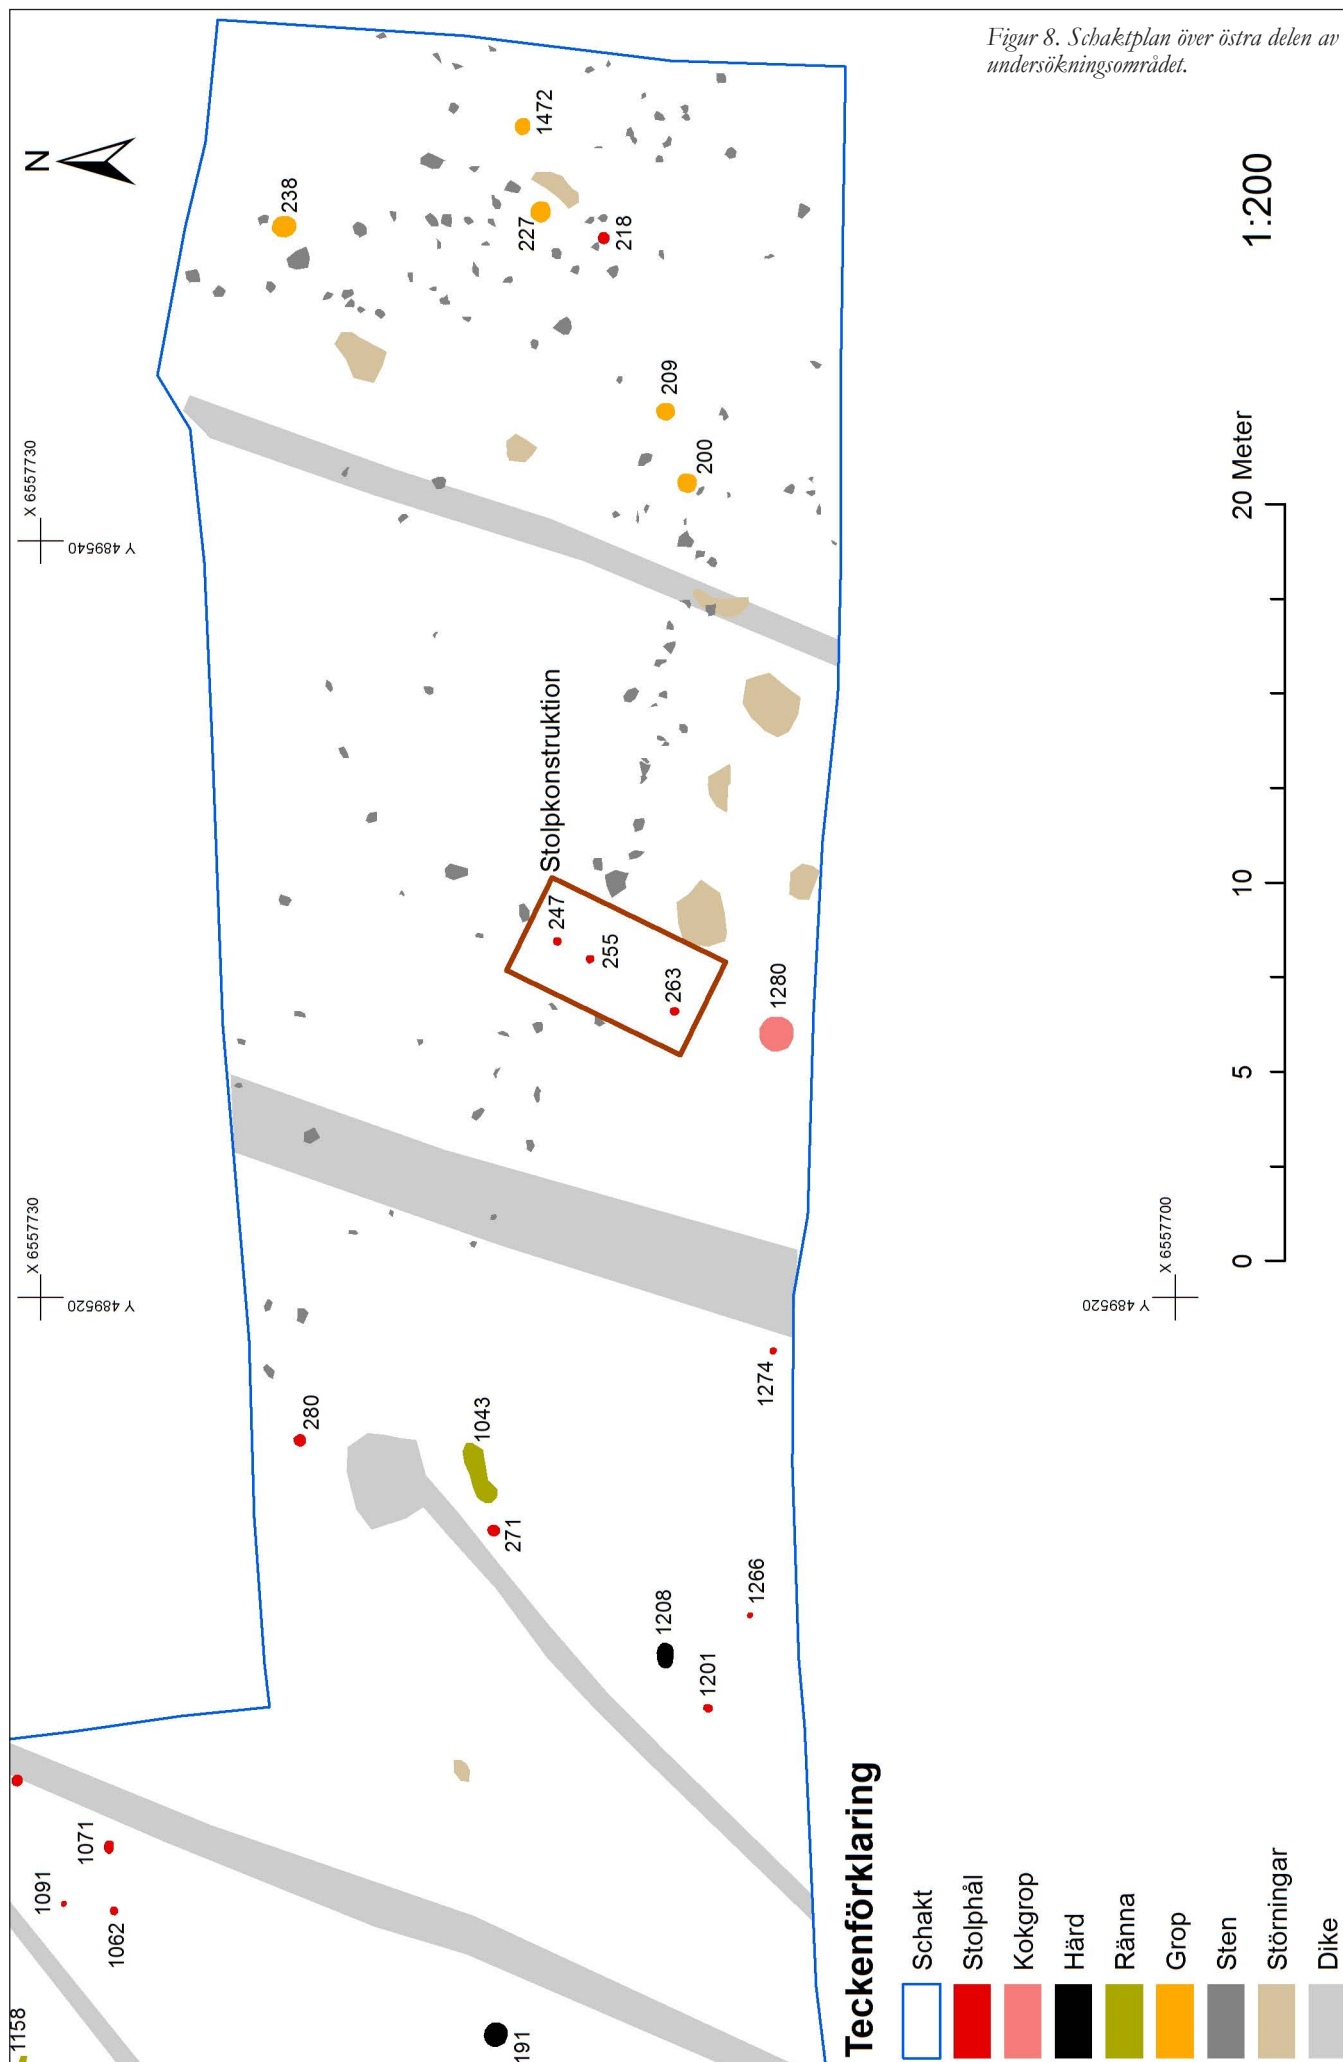 Figur 8. Schaktplan över östra delen av
undersökningsområdet.
N
X 6557730
Y 489540
X 6557730
Y 489520
X 6557700
Y 489520
238
1472
227
218
209
200
Stolpkonstruktion
247
255
263
1280
280
1043
271
1274
1208
1266
1201
1071
1091
1062
1158
191
1:200
0
5
10
20 Meter
Teckenförklaring
Schakt
Stolphål
Kokgrop
Härd
Ränna
Grop
Sten
Störningar
Dike